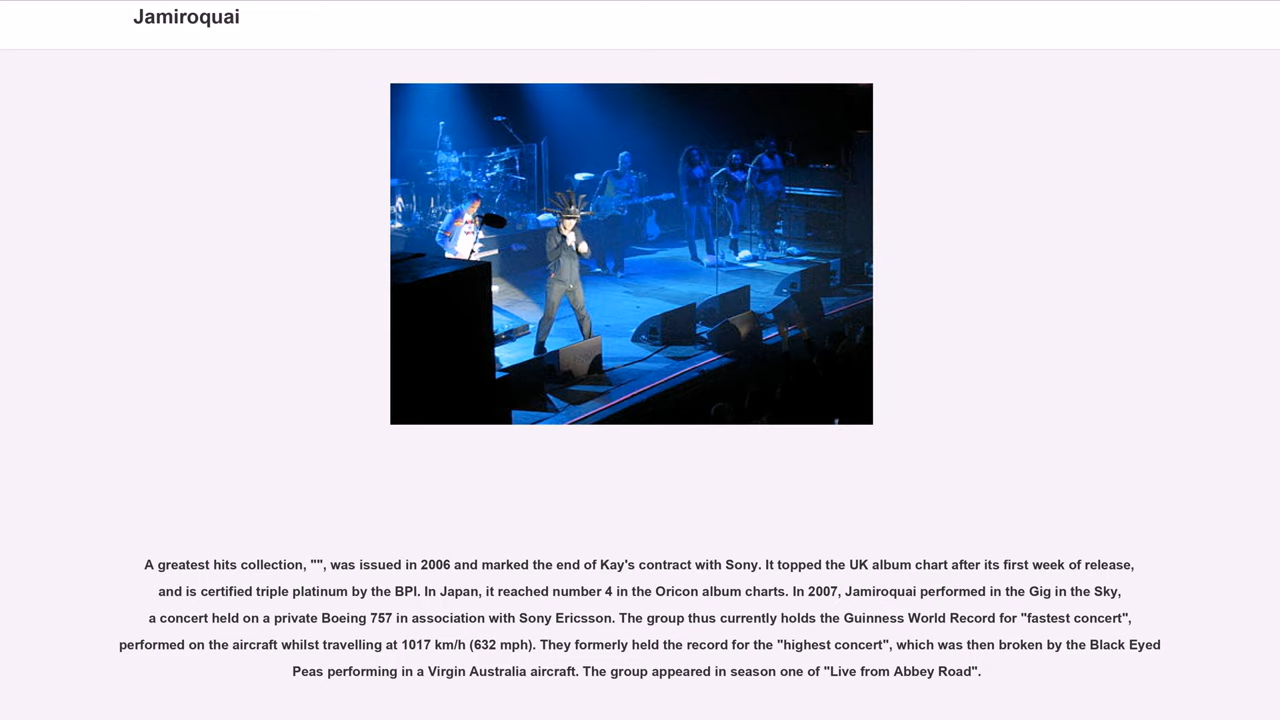 Jamiroquai
A greatest hits collection, "", was issued in 2006 and marked the end of Kay's contract with Sony. It topped the UK album chart after its first week of release,
and is certified triple platinum by the BPI. In Japan, it reached number 4 in the Oricon album charts. In 2007, Jamiroquai performed in the Gig in the Sky,
a concert held on a private Boeing 757 in association with Sony Ericsson. The group thus currently holds the Guinness World Record for "fastest concert",
performed on the aircraft whilst travelling at 1017 km/h (632 mph). They formerly held the record for the "highest concert", which was then broken by the Black Eyed
Peas performing in a Virgin Australia aircraft. The group appeared in season one of "Live from Abbey Road".